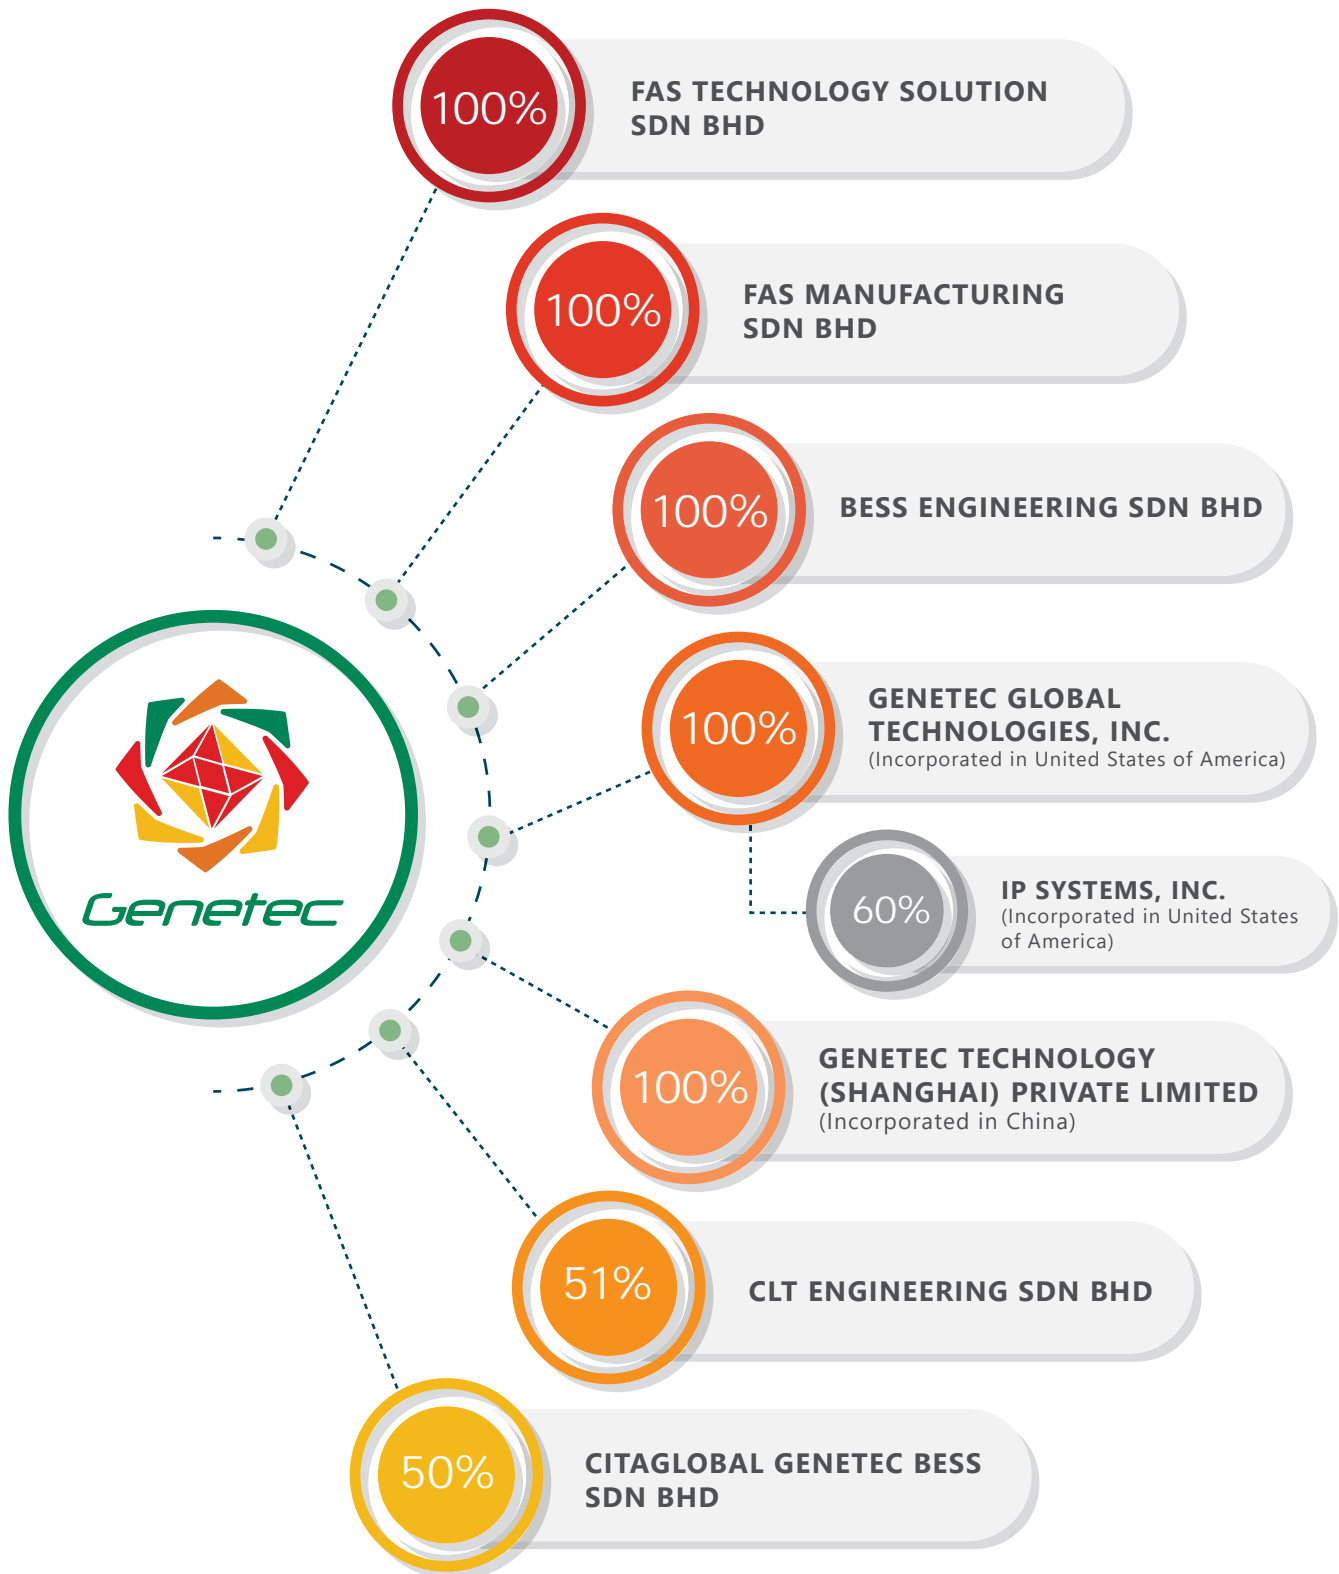 100%
FAS TECHNOLOGY SOLUTION
SDN BHD
100%
FAS MANUFACTURING
SDN BHD
100%
BESS ENGINEERING SDN BHD
100%
GENETEC GLOBAL
TECHNOLOGIES, INC.
(Incorporated in United States of America)
60%
IP SYSTEMS, INC.
(Incorporated in United States
of America)
Genetec
100%
GENETEC TECHNOLOGY
(SHANGHAI) PRIVATE LIMITED
(Incorporated in China)
51%
CLT ENGINEERING SDN BHD
50%
CITAGLOBAL GENETEC BESS
SDN BHD